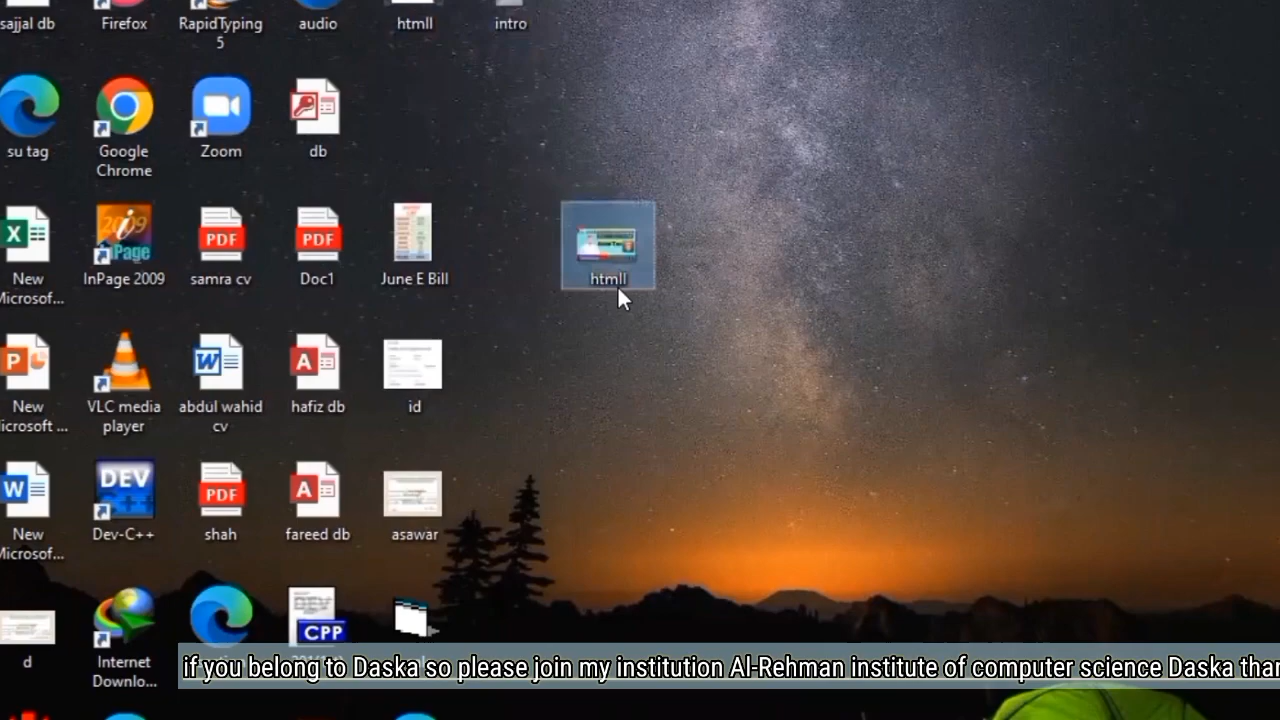 sajjal db
Firefox
RapidTyping
5
audio
htmll
intro
su tag
Google
Chrome
Zoom
db
New
Microsof...
InPage 2009
samra cv
Doc1
June E Bill
htmll
New
licrosoft ...
VLC media
player
abdul wahid
cv
hafiz db
id
New
Microsof...
Dev-C++
shah
fareed db
asawar
d
Internet
Downlo...
if you belong to Daska so please join my institution Al-Rehman institute of computer science Daska than